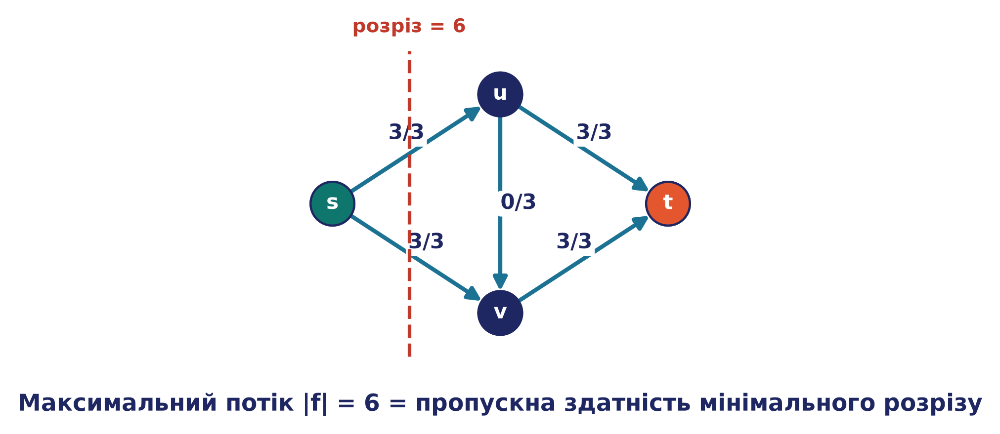 розріз = 6
u
3/3
3/3
s
0/3
t
3/3
3/3
v
Максимальний потік |f| = 6 = пропускна здатність мінімального розрізу